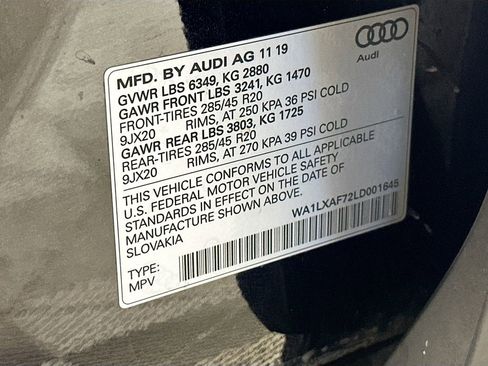 MFD. BY AUDI AG 11 19
GVWR LBS 6349, KG 2880
GAWR FRONT LBS 3241, KG 1470
FRONT-TIRES 285/45 R20
9JX20 RIMS, AT 250 KPA 36 PSI COLD
GAWR REAR LBS 3803, KG 1725
REAR-TIRES 285/45 R20
9JX20 RIMS, AT 270 KPA 39 PSI COLD
THIS VEHICLE CONFORMS TO ALL APPLICABLE
U.S. FEDERAL MOTOR VEHICLE SAFETY
STANDARDS IN EFFECT ON THE DATE OF
MANUFACTURE SHOWN ABOVE.
SLOVAKIA
WA1LXAF72LD001645
TYPE:
MPV
Audi